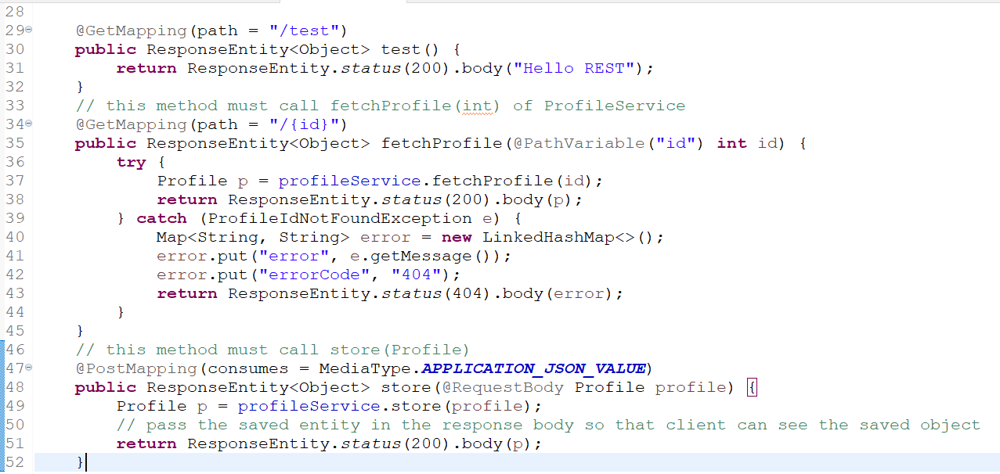 28
29 @GetMapping(path = "/test")
30 public ResponseEntity<Object> test() {
31 return ResponseEntity.status(200).body("Hello REST");
32 }
33 // this method must call fetchProfile(int) of ProfileService
34 @GetMapping(path = "/{id}")
35 public ResponseEntity<Object> fetchProfile(@PathVariable("id") int id) {
36 try {
37 Profile p = profileService.fetchProfile(id);
38 return ResponseEntity.status(200).body(p);
39 } catch (ProfileIdNotFoundException e) {
40 Map<String, String> error = new LinkedHashMap<>();
41 error.put("error", e.getMessage());
42 error.put("errorCode", "404");
43 return ResponseEntity.status(404).body(error);
44 }
45 }
46 // this method must call store(Profile)
47 @PostMapping(consumes = MediaType.APPLICATION_JSON_VALUE)
48 public ResponseEntity<Object> store(@RequestBody Profile profile) {
49 Profile p = profileService.store(profile);
50 // pass the saved entity in the response body so that client can see the saved object
51 return ResponseEntity.status(200).body(p);
52 }